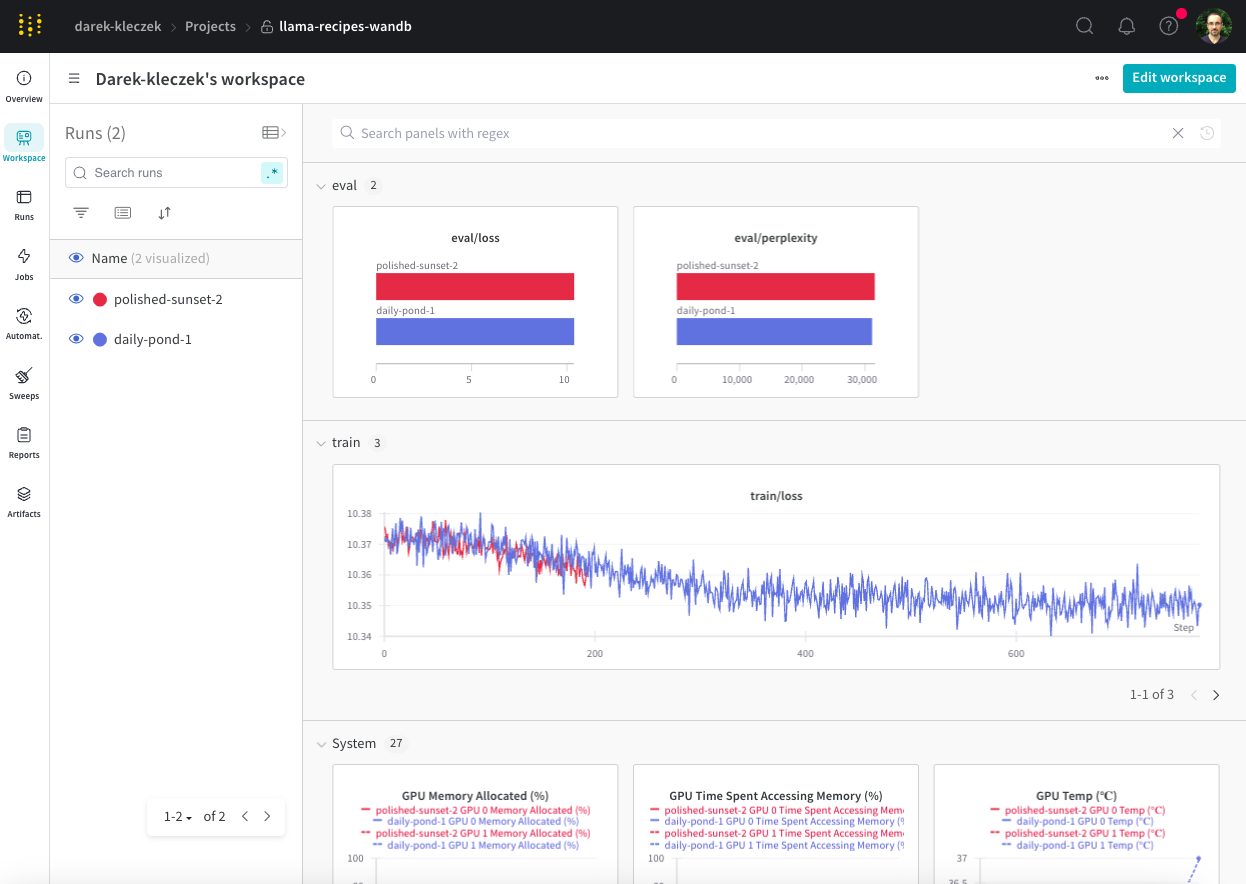 darek-kleczek > Projects > llama-recipes-wandb
Darek-kleczek's workspace
Edit workspace
Overview
Workspace
Runs
Jobs
Automat.
Sweeps
Reports
Artifacts
Runs (2)
Search runs
.*
Name (2 visualized)
polished-sunset-2
daily-pond-1
1-2 of 2
Search panels with regex
eval 2
eval/loss
polished-sunset-2
daily-pond-1
0 5 10
eval/perplexity
polished-sunset-2
daily-pond-1
0 10,000 20,000 30,000
train 3
train/loss
10.38
10.37
10.36
10.35
10.34
Step
0 200 400 600
1-1 of 3
System 27
GPU Memory Allocated (%)
polished-sunset-2 GPU 0 Memory Allocated (%)
daily-pond-1 GPU 0 Memory Allocated (%)
polished-sunset-2 GPU 1 Memory Allocated (%)
daily-pond-1 GPU 1 Memory Allocated (%)
100
GPU Time Spent Accessing Memory (%)
polished-sunset-2 GPU 0 Time Spent Accessing Mem
daily-pond-1 GPU 0 Time Spent Accessing Memory (%
polished-sunset-2 GPU 1 Time Spent Accessing Mem
daily-pond-1 GPU 1 Time Spent Accessing Memory (%
100
GPU Temp (℃)
polished-sunset-2 GPU 0 Temp (℃)
daily-pond-1 GPU 0 Temp (℃)
polished-sunset-2 GPU 1 Temp (℃)
daily-pond-1 GPU 1 Temp (℃)
37
36.5